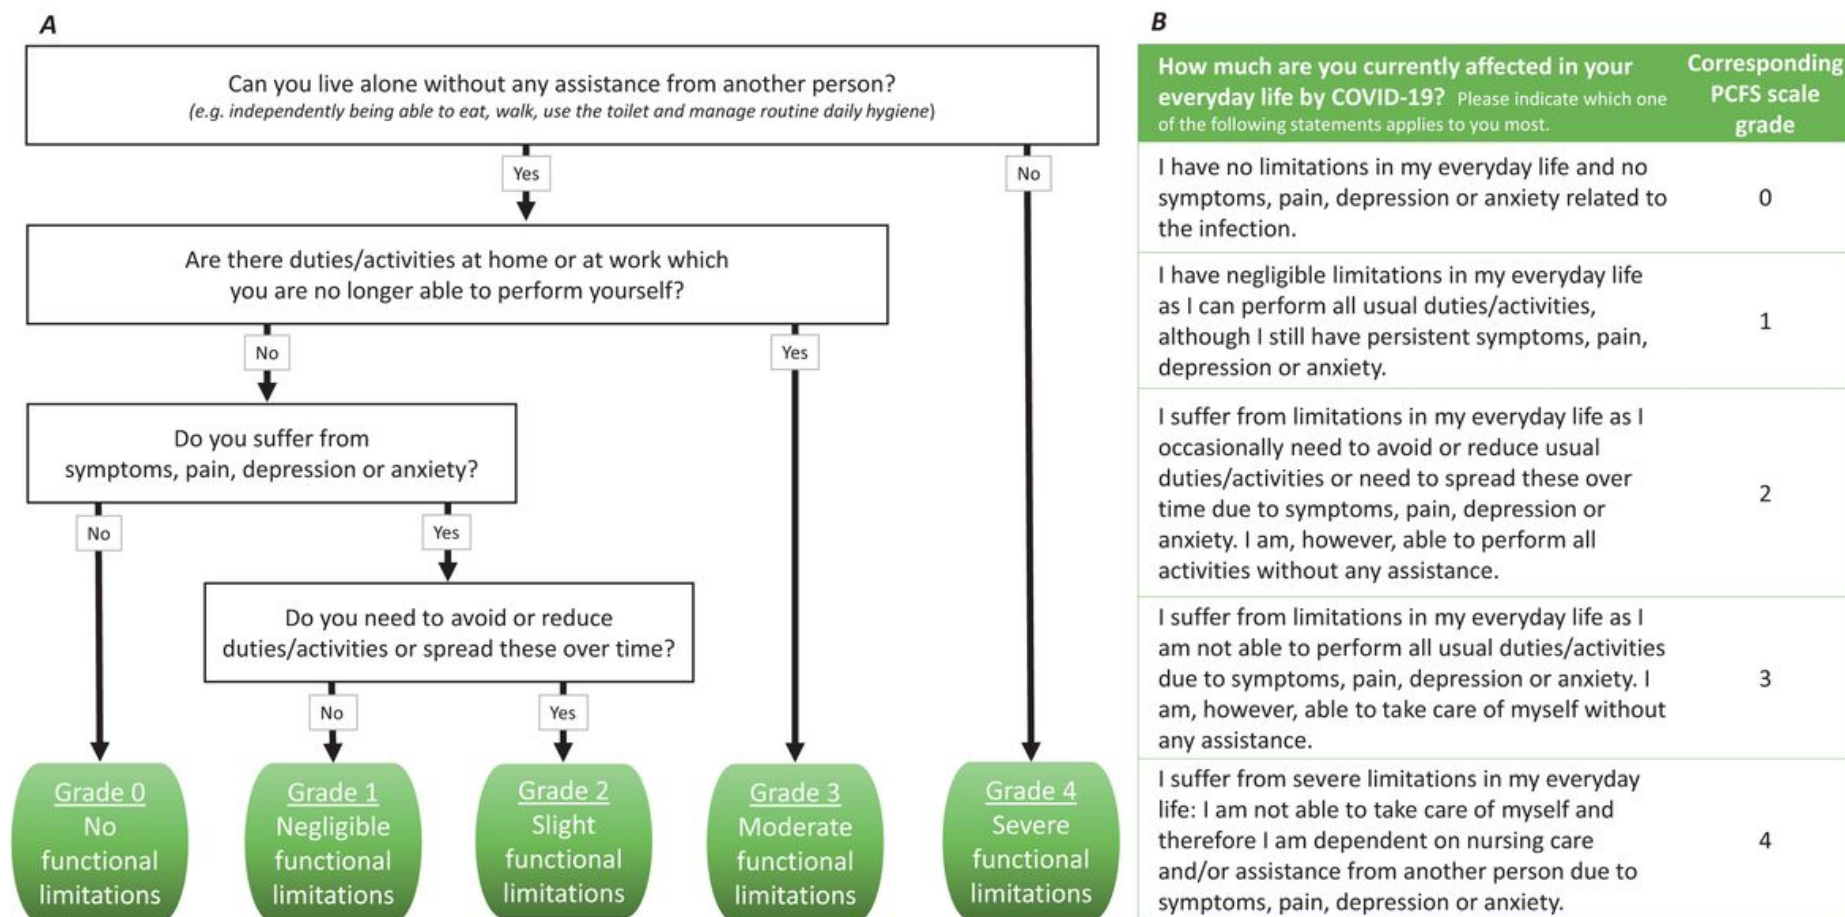 A
Can you live alone without any assistance from another person?
(e.g. independently being able to eat, walk, use the toilet and manage routine daily hygiene)
Yes
No
Are there duties/activities at home or at work which
you are no longer able to perform yourself?
No
Yes
Do you suffer from
symptoms, pain, depression or anxiety?
No
Yes
Do you need to avoid or reduce
duties/activities or spread these over time?
No
Yes
Grade 0
No
functional
limitations
Grade 1
Negligible
functional
limitations
Grade 2
Slight
functional
limitations
Grade 3
Moderate
functional
limitations
Grade 4
Severe
functional
limitations
B
How much are you currently affected in your
everyday life by COVID-19? Please indicate which one
of the following statements applies to you most.
Corresponding
PCFS scale
grade
I have no limitations in my everyday life and no
symptoms, pain, depression or anxiety related to
the infection.
0
I have negligible limitations in my everyday life
as I can perform all usual duties/activities,
although I still have persistent symptoms, pain,
depression or anxiety.
1
I suffer from limitations in my everyday life as I
occasionally need to avoid or reduce usual
duties/activities or need to spread these over
time due to symptoms, pain, depression or
anxiety. I am, however, able to perform all
activities without any assistance.
2
I suffer from limitations in my everyday life as I
am not able to perform all usual duties/activities
due to symptoms, pain, depression or anxiety. I
am, however, able to take care of myself without
any assistance.
3
I suffer from severe limitations in my everyday
life: I am not able to take care of myself and
therefore I am dependent on nursing care
and/or assistance from another person due to
symptoms, pain, depression or anxiety.
4